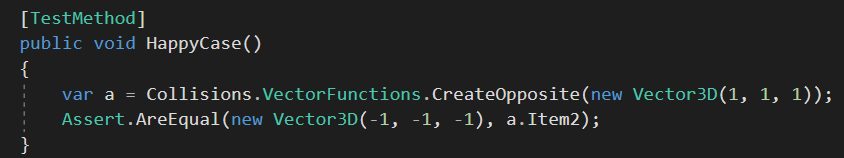 [TestMethod]
public void HappyCase()
{
var a = Collisions.VectorFunctions.CreateOpposite(new Vector3D(1, 1, 1));
Assert.AreEqual(new Vector3D(-1, -1, -1), a.Item2);
}